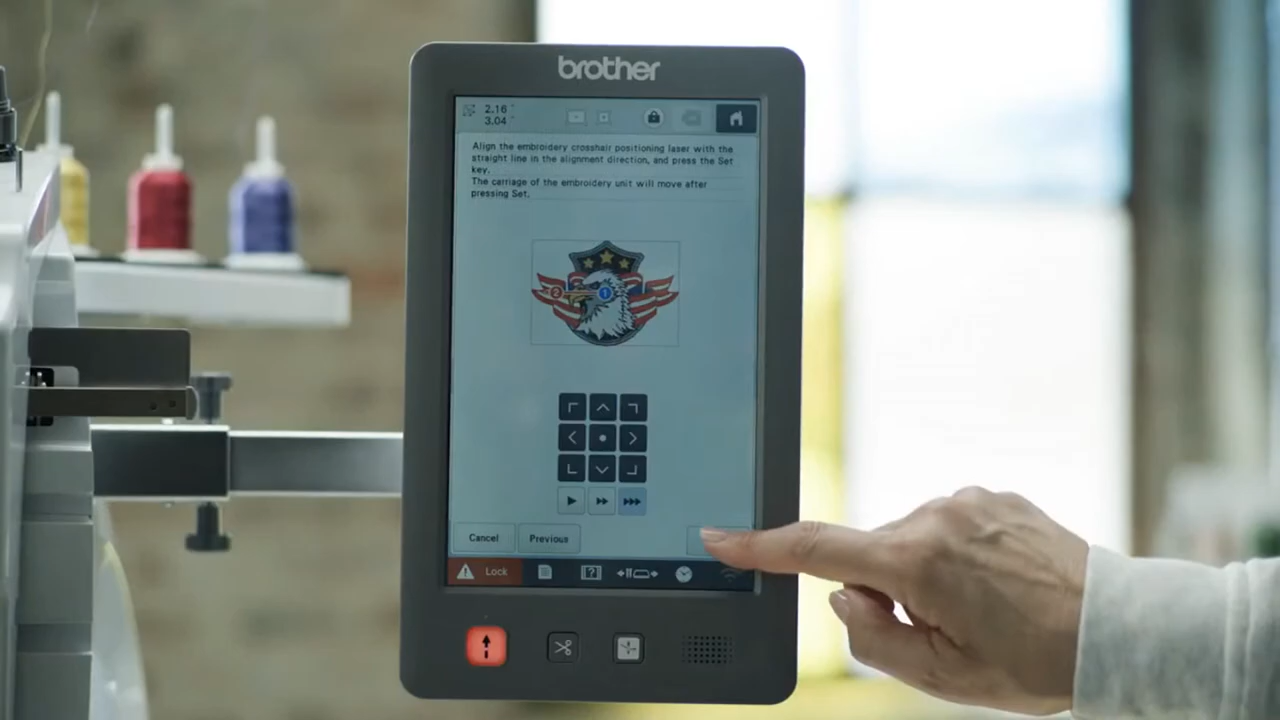 brother
2.16"
3.04"
Align the embroidery crosshair positioning laser with the
straight line in the alignment direction, and press the Set
key.
The carriage of the embroidery unit will move after
pressing Set.
2 1
Cancel Previous
Lock